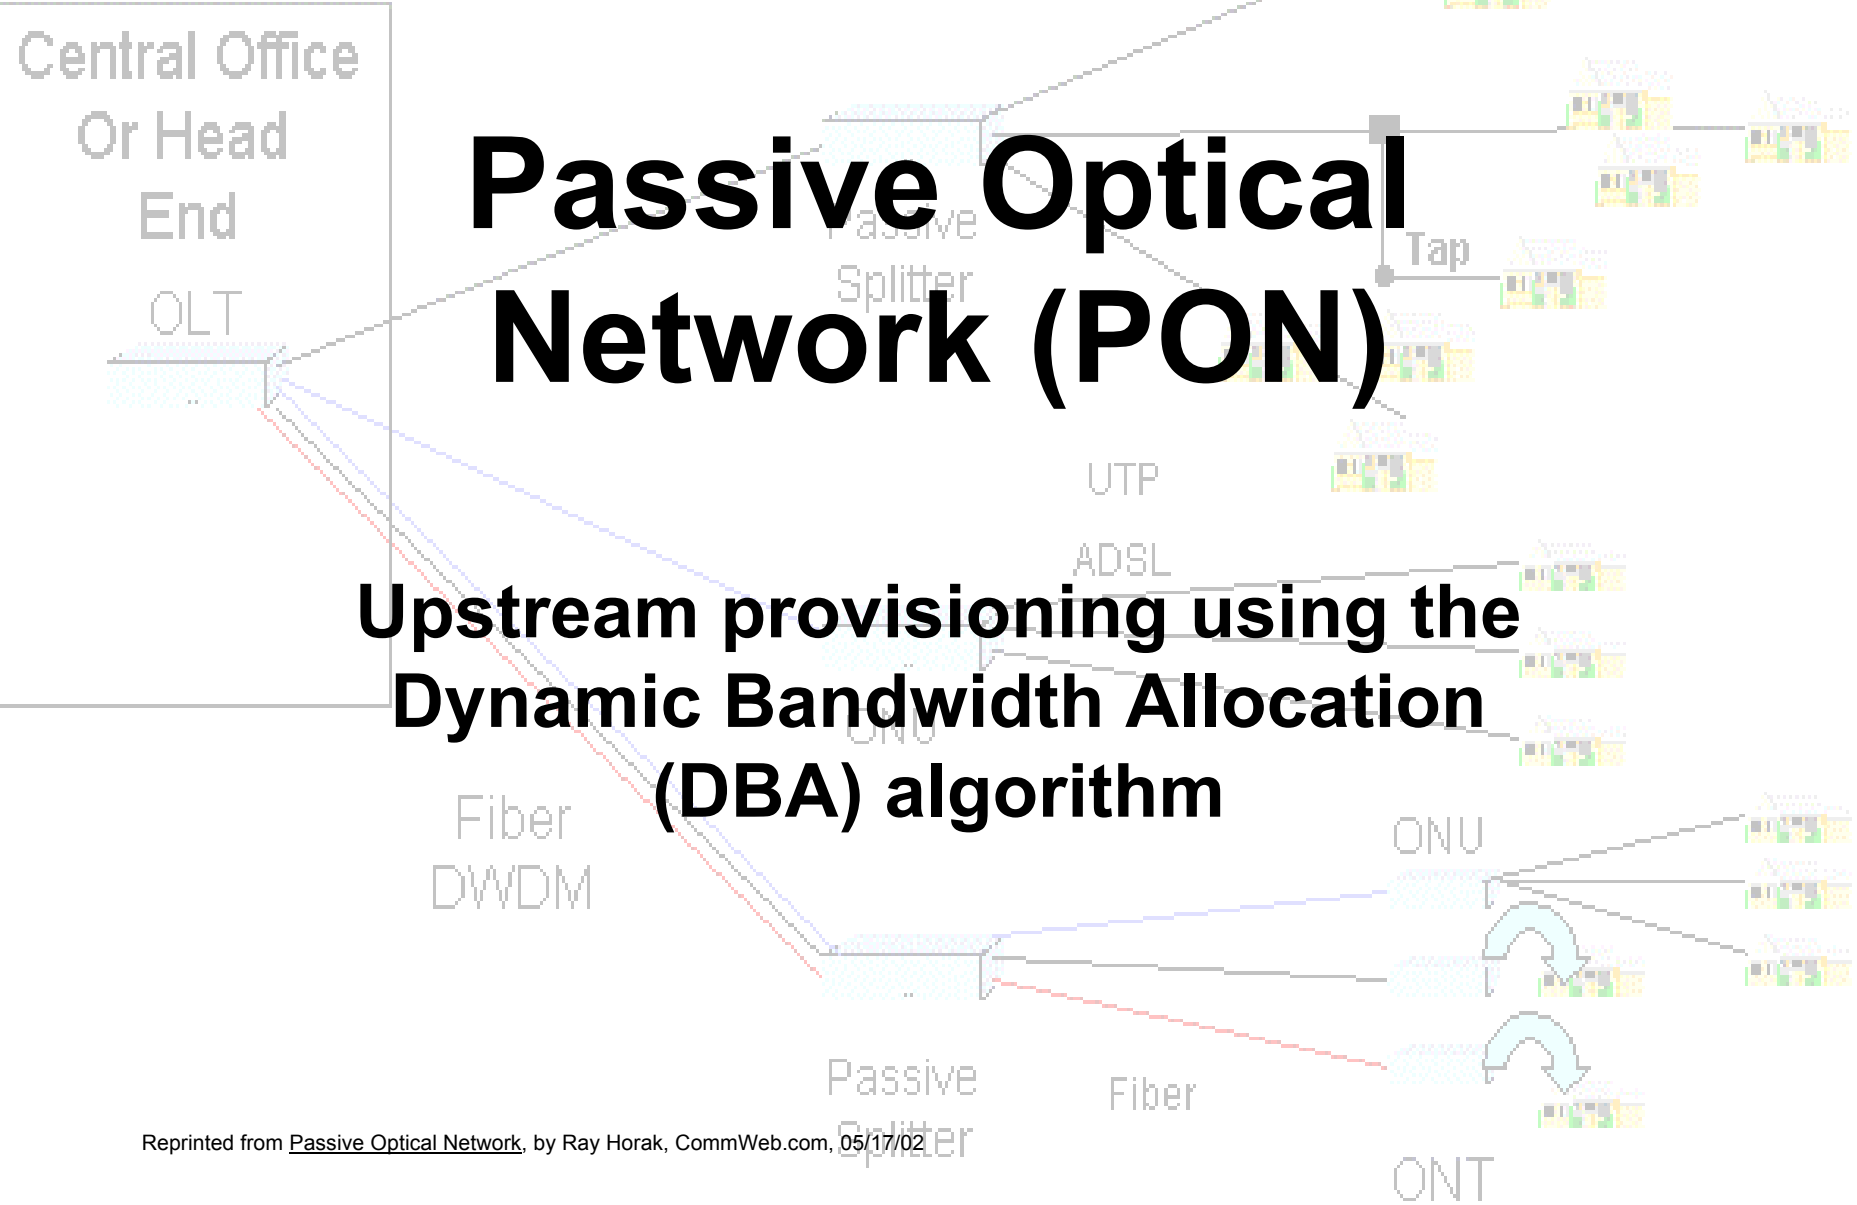 Central Office
Or Head
End
OLT
Passive Optical
Network (PON)
Passive
Splitter
Tap
UTP
ADSL
Upstream provisioning using the
Dynamic Bandwidth Allocation
(DBA) algorithm
ONU
Fiber
DWDM
ONU
Passive
Splitter
Fiber
ONT
Reprinted from Passive Optical Network, by Ray Horak, CommWeb.com, 05/17/02